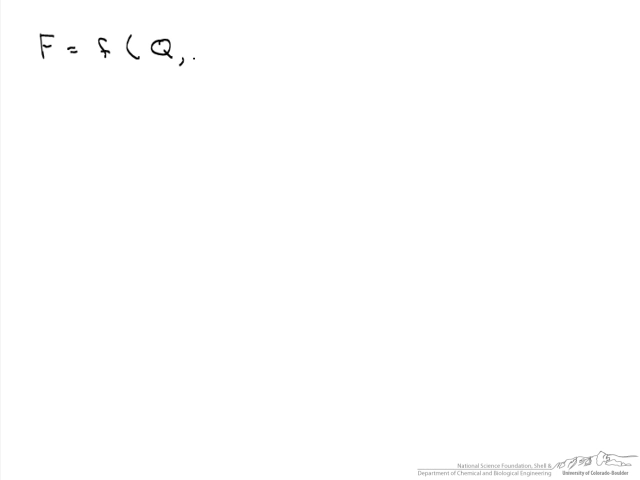 F = f ( Q, .
National Science Foundation, Shell &
Department of Chemical and Biological Engineering
University of Colorado-Boulder